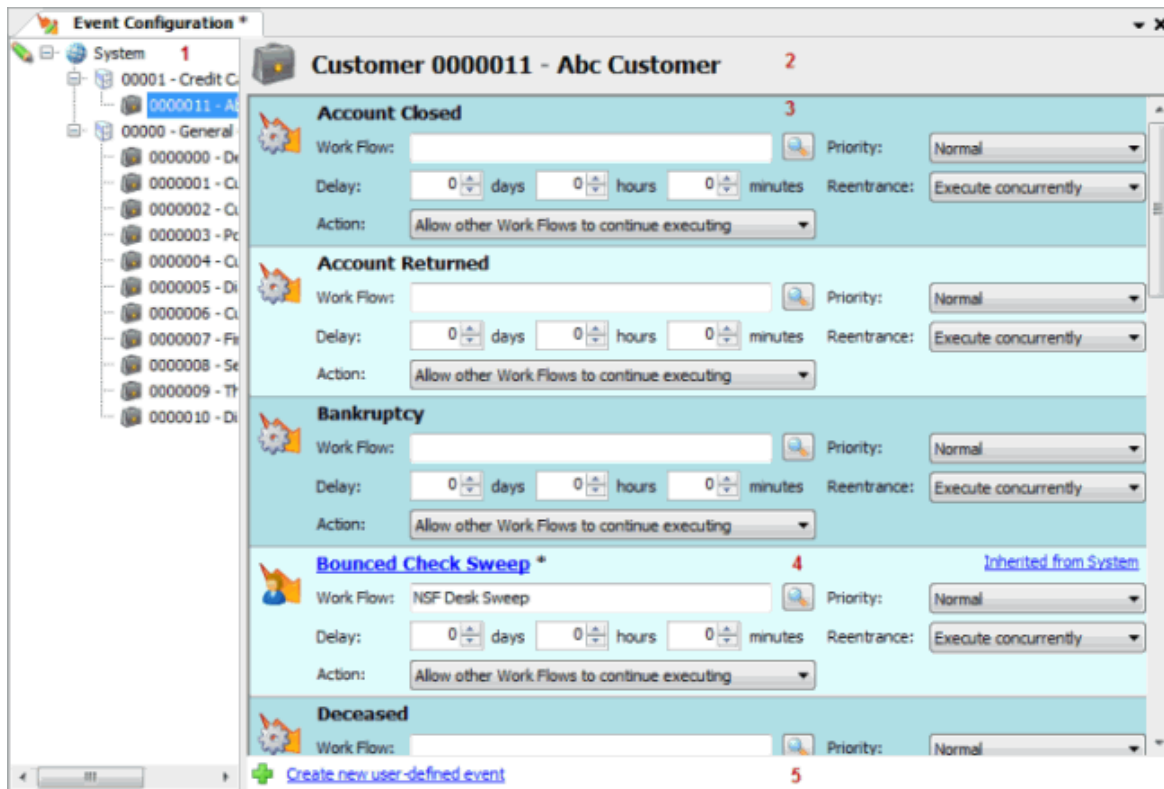 Event Configuration *
System 1
00001 - Credit C
0000011 - A
00000 - General
0000000 - De
0000001 - Cu
0000002 - Cu
0000003 - Po
0000004 - Cu
0000005 - Di
0000006 - Cu
0000007 - Fi
0000008 - Se
0000009 - Th
0000010 - Di
Customer 0000011 - Abc Customer 2
Account Closed 3
Work Flow: Priority: Normal
Delay: 0 days 0 hours 0 minutes Reentrance: Execute concurrently
Action: Allow other Work Flows to continue executing
Account Returned
Work Flow: Priority: Normal
Delay: 0 days 0 hours 0 minutes Reentrance: Execute concurrently
Action: Allow other Work Flows to continue executing
Bankruptcy
Work Flow: Priority: Normal
Delay: 0 days 0 hours 0 minutes Reentrance: Execute concurrently
Action: Allow other Work Flows to continue executing
Bounced Check Sweep * 4 Inherited from System
Work Flow: NSF Desk Sweep Priority: Normal
Delay: 0 days 0 hours 0 minutes Reentrance: Execute concurrently
Action: Allow other Work Flows to continue executing
Deceased
Work Flow: Priority: Normal
Create new user-defined event 5